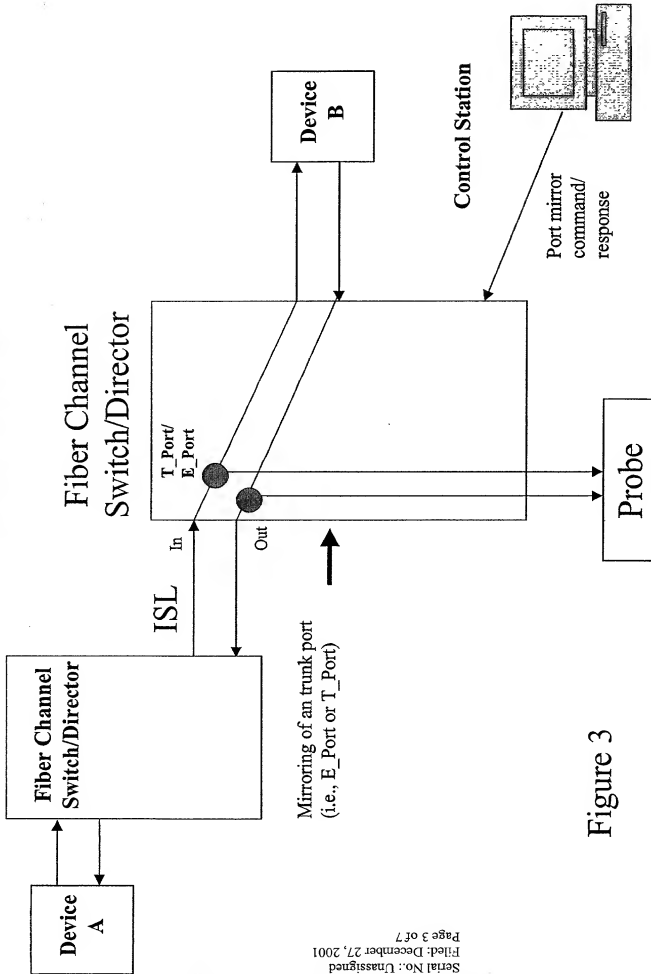 Device
A
Fiber Channel
Switch/Director
ISL
In
Out
Fiber Channel
Switch/Director
T_Port/
E_Port
Device
B
Control Station
Port mirror
command/
response
Mirroring of an trunk port
(i.e., E_Port or T_Port)
Probe
Figure 3
Serial No.: Unassigned
Filed: December 27, 2001
Page 3 of 7